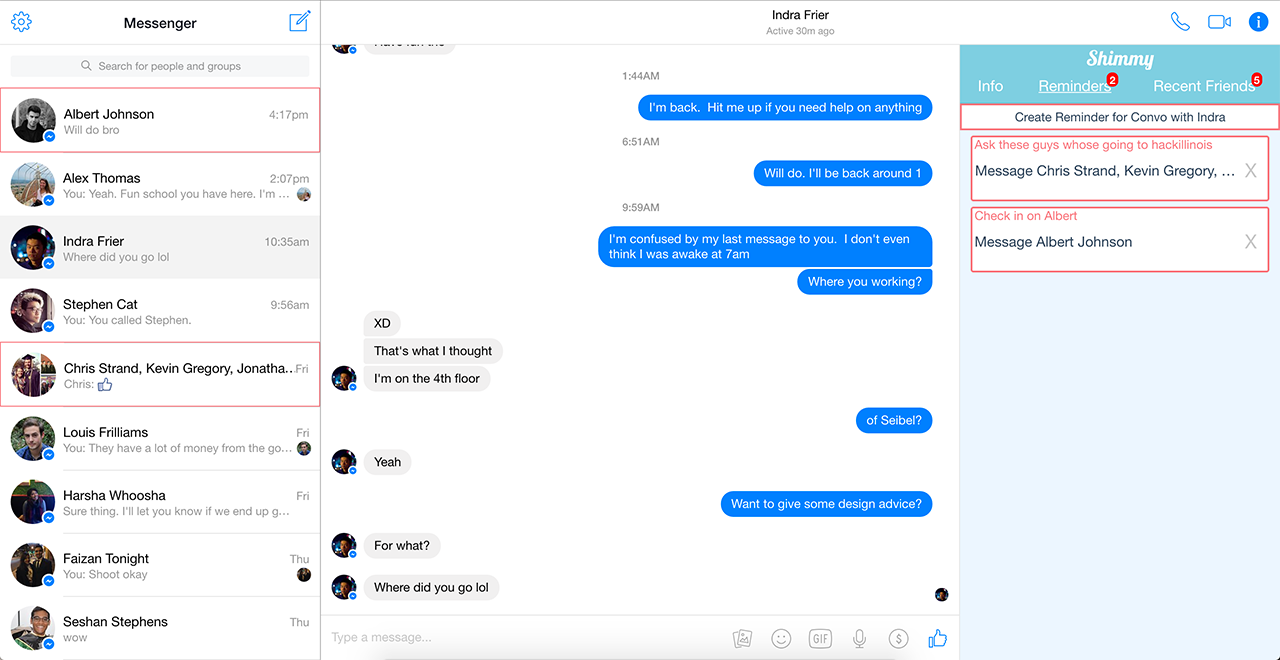 Messenger
Search for people and groups
Albert Johnson 4:17pm
Will do bro
Alex Thomas 2:07pm
You: Yeah. Fun school you have here. I'm …
Indra Frier 10:35am
Where did you go lol
Stephen Cat 9:56am
You: You called Stephen.
Chris Strand, Kevin Gregory, Jonatha... Fri
Chris:
Louis Frilliams Fri
You: They have a lot of money from the go…
Harsha Whoosha Fri
Sure thing. I'll let you know if we end up g…
Faizan Tonight Thu
You: Shoot okay
Seshan Stephens Thu
wow
Indra Frier
Active 30m ago
1:44AM
I'm back. Hit me up if you need help on anything
6:51AM
Will do. I'll be back around 1
9:59AM
I'm confused by my last message to you. I don't even
think I was awake at 7am
Where you working?
XD
That's what I thought
I'm on the 4th floor
of Seibel?
Yeah
Want to give some design advice?
For what?
Where did you go lol
Type a message...
GIF
$
i
Shimmy
Info Reminders 2 Recent Friends 5
Create Reminder for Convo with Indra
Ask these guys whose going to hackillinois
Message Chris Strand, Kevin Gregory, … X
Check in on Albert
Message Albert Johnson X